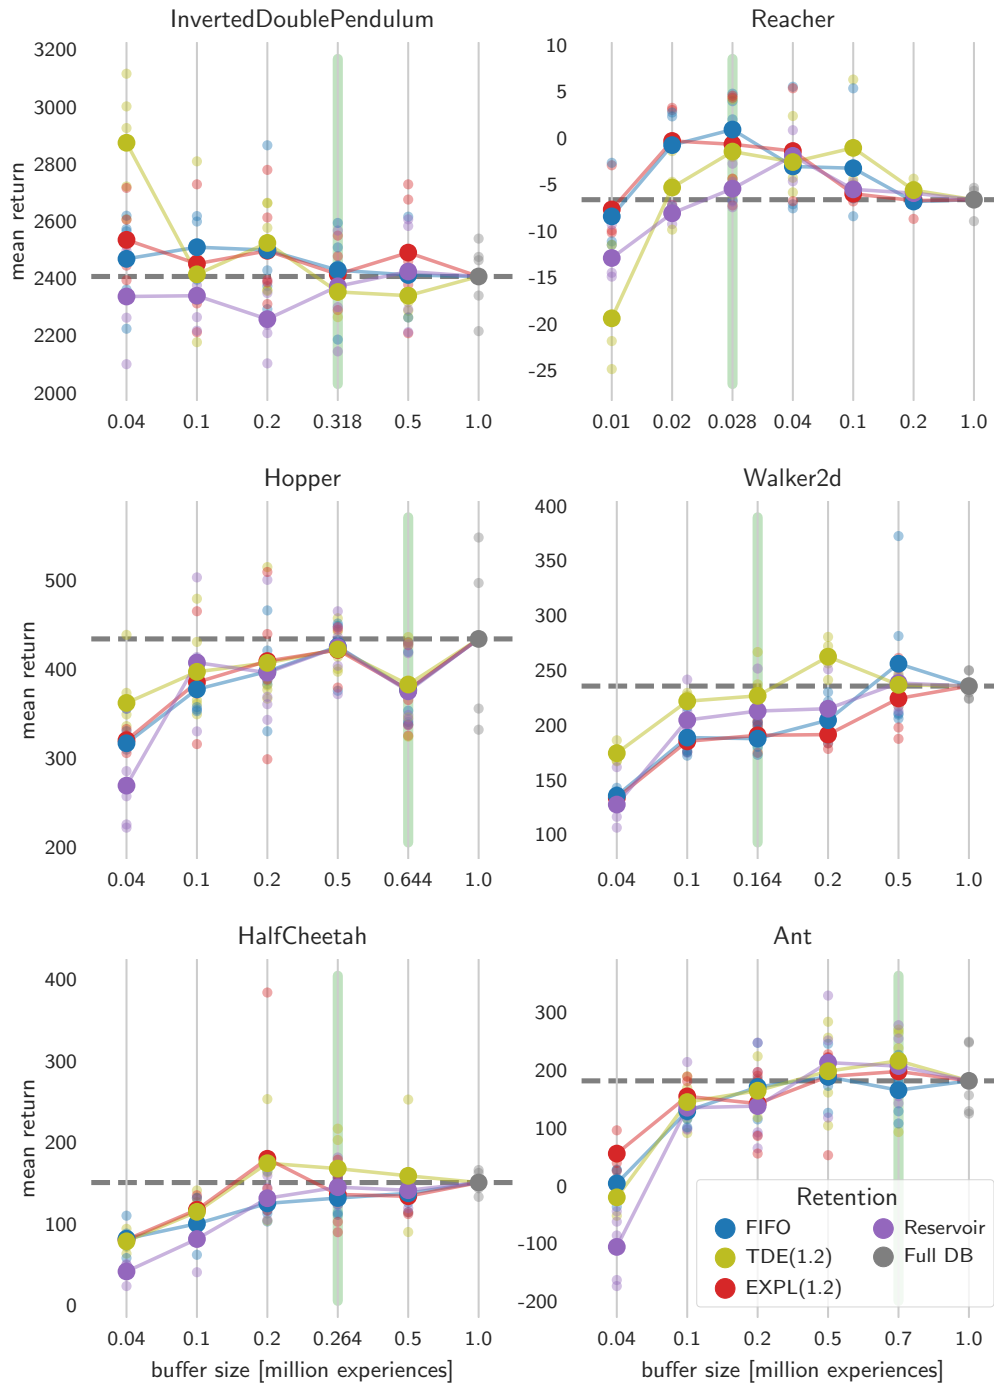 InvertedDoublePendulum
mean return
3200
3000
2800
2600
2400
2200
2000
0.04 0.1 0.2 0.318 0.5 1.0
Reacher
10
5
0
-5
-10
-15
-20
-25
0.01 0.02 0.028 0.04 0.1 0.2 1.0
Hopper
mean return
500
400
300
200
0.04 0.1 0.2 0.5 0.644 1.0
Walker2d
400
350
300
250
200
150
100
0.04 0.1 0.164 0.2 0.5 1.0
HalfCheetah
mean return
400
300
200
100
0
0.04 0.1 0.2 0.264 0.5 1.0
buffer size [million experiences]
Ant
300
200
100
0
-100
-200
0.04 0.1 0.2 0.5 0.7 1.0
buffer size [million experiences]
Retention
FIFO
TDE(1.2)
EXPL(1.2)
Reservoir
Full DB